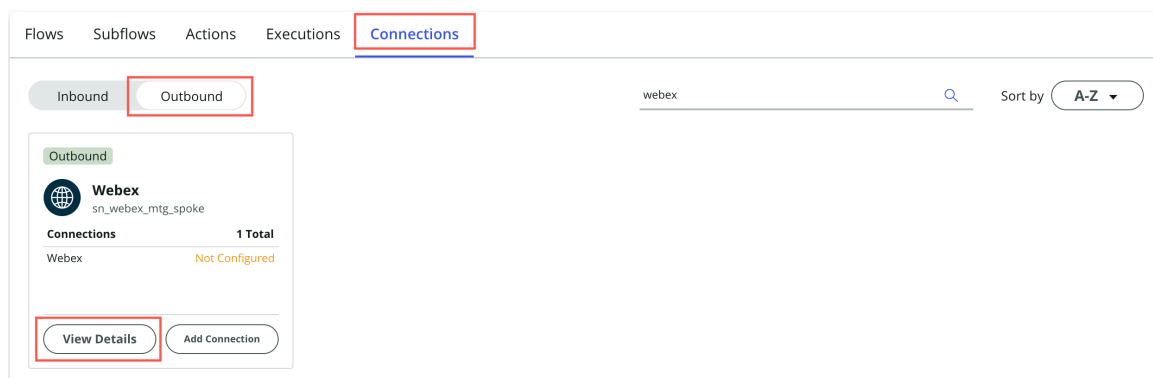 Flows Subflows Actions Executions Connections
Inbound Outbound webex Sort by A-Z
Outbound
Webex
sn_webex_mtg_spoke
Connections 1 Total
Webex Not Configured
View Details Add Connection